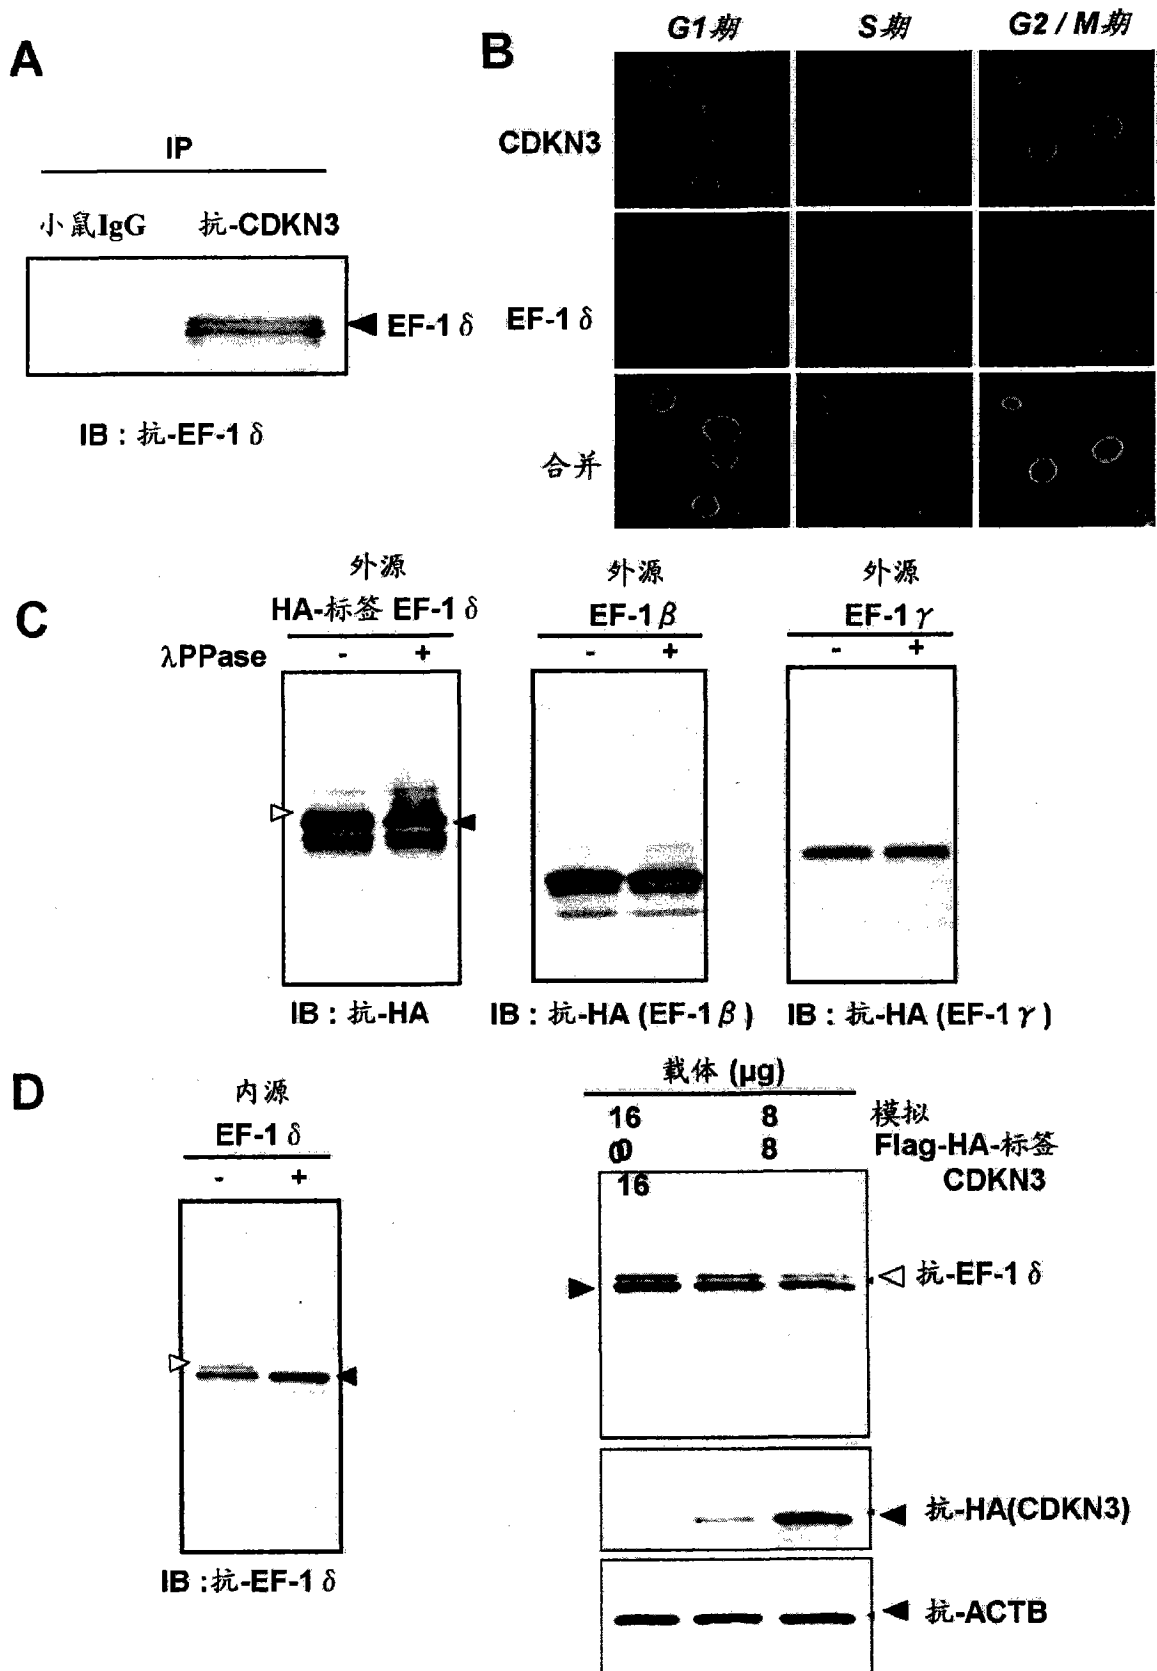 A
IP
小鼠IgG 抗-CDKN3
EF-1 δ
IB : 抗-EF-1 δ
B
G1期 S期 G2 / M期
CDKN3
EF-1 δ
合并
C
外源
HA-标签 EF-1 δ
λPPase - +
IB : 抗-HA
外源
EF-1 β
- +
IB : 抗-HA (EF-1 β )
外源
EF-1 γ
- +
IB : 抗-HA (EF-1 γ )
D
内源
EF-1 δ
- +
IB :抗-EF-1 δ
载体 (μg)
16 8 模拟
0 0 8 Flag-HA-标签
16 CDKN3
抗-EF-1 δ
抗-HA(CDKN3)
抗-ACTB